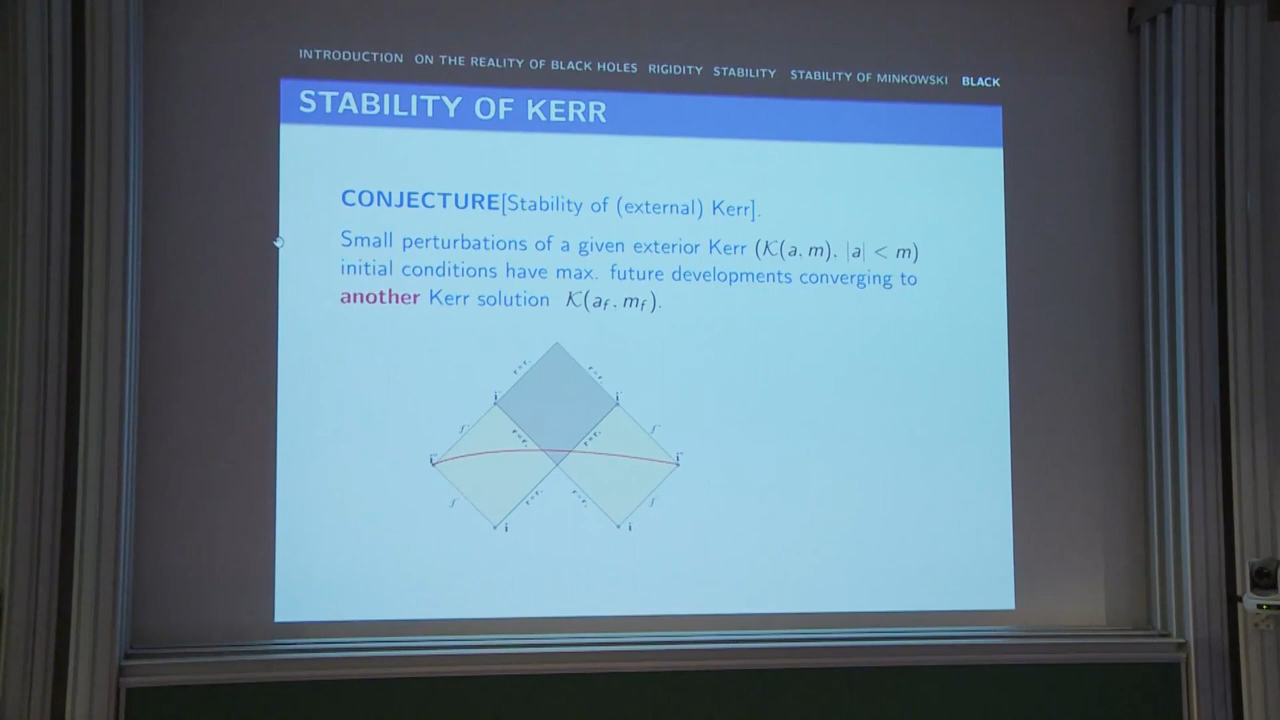 INTRODUCTION ON THE REALITY OF BLACK HOLES RIGIDITY STABILITY STABILITY OF MINKOWSKI BLACK
STABILITY OF KERR
CONJECTURE[Stability of (external) Kerr].
Small perturbations of a given exterior Kerr (K(a, m), |a| < m)
initial conditions have max. future developments converging to
another Kerr solution K(a_f, m_f).